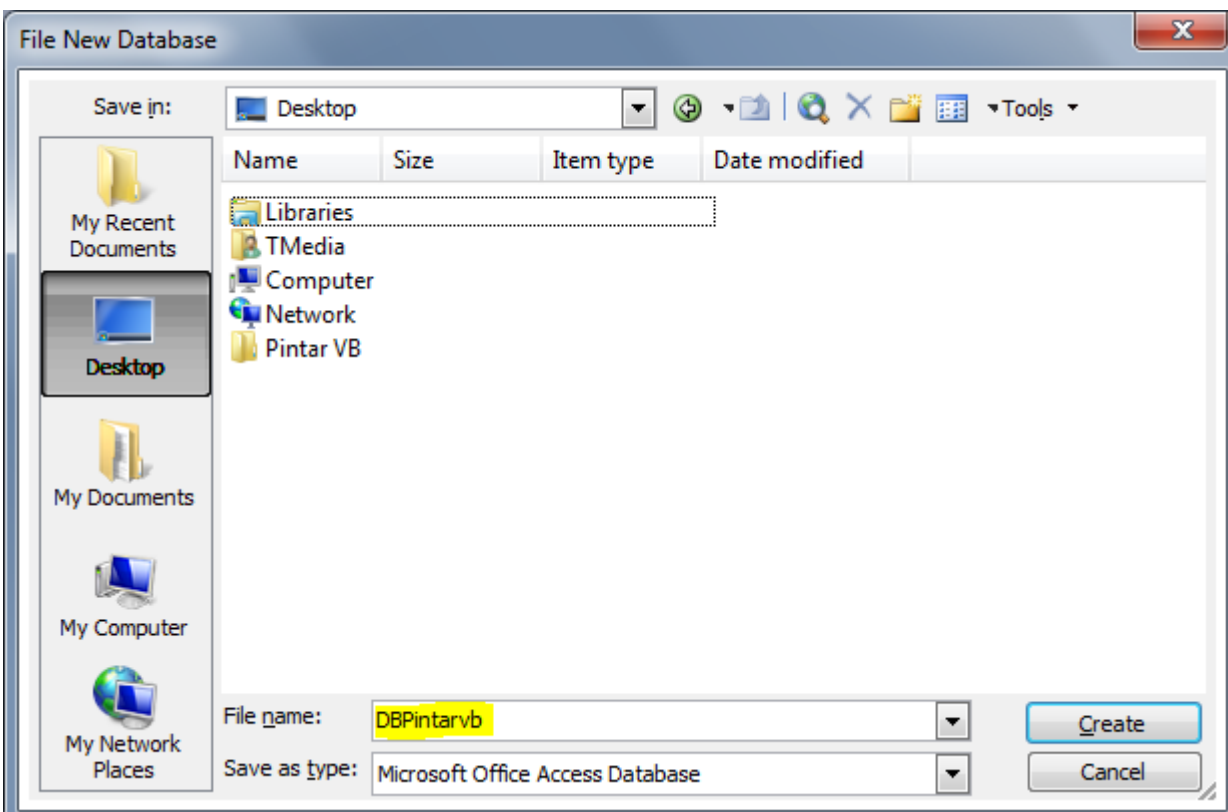 File New Database
Save in:
Desktop
Tools
My Recent
Documents
Desktop
My Documents
My Computer
My Network
Places
Name Size Item type Date modified
Libraries
TMedia
Computer
Network
Pintar VB
File name:
DBPintarvb
Create
Save as type:
Microsoft Office Access Database
Cancel